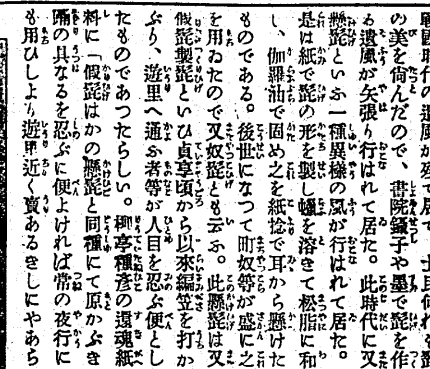 戰國時代の遺風が殘て居て、士民何れも髭
の美を倘んだので、書院鑷子や墨で髭を作
る遺風が矢張り行はれて居た。此時代に又
懸髭といふ一種異樣の風が行はれて居た。
是は紙で髭の形を製し蠟を溶きて松脂に和
し、伽羅油で固め之を紙捻で耳から懸けた
ものである。後世になつて町奴等が盛に之
を用ゐたので又奴髭とも云ふ。此懸髭は又
假髭製髭といひ貞享頃から以來編笠を打か
ぶり、遊里へ通ふ者等が人目を忍ぶ便とし
たものであつたらしい。柳亭種彥の還魂紙
料に「假髭はかの懸髭と同種にて原かぶき
踊の具なるを忍ぶに便よければ常の夜行に
も用ひしより遊里近く賣あるきしにやあら